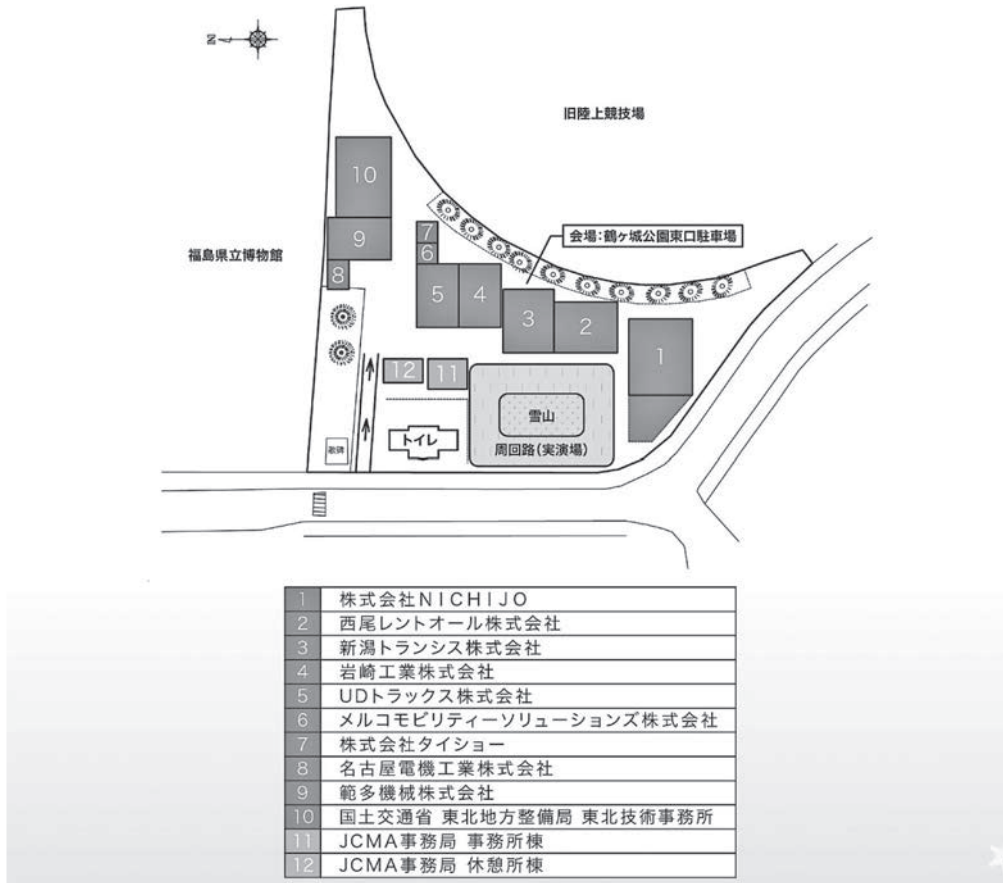 N
旧陸上競技場
10
7
会場:鶴ヶ城公園東口駐車場
福島県立博物館
9
6
8
5
4
3
2
1
12
11
雪山
トイレ
周回路(実演場)
歌碑
1 株式会社NICHIJO
2 西尾レントオール株式会社
3 新潟トランシス株式会社
4 岩崎工業株式会社
5 UDトラックス株式会社
6 メルコモビリティーソリューションズ株式会社
7 株式会社タイショー
8 名古屋電機工業株式会社
9 範多機械株式会社
10 国土交通省 東北地方整備局 東北技術事務所
11 JCMA事務局 事務所棟
12 JCMA事務局 休憩所棟